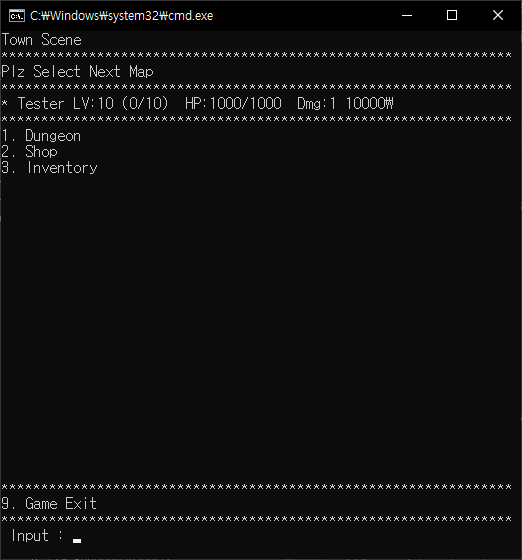 C:₩Windows₩system32₩cmd.exe
Town Scene
****************************************************************
Plz Select Next Map
****************************************************************
* Tester LV:10 (0/10)  HP:1000/1000  Dmg:1 10000₩
****************************************************************
1. Dungeon
2. Shop
3. Inventory
****************************************************************
9. Game Exit
****************************************************************
Input :